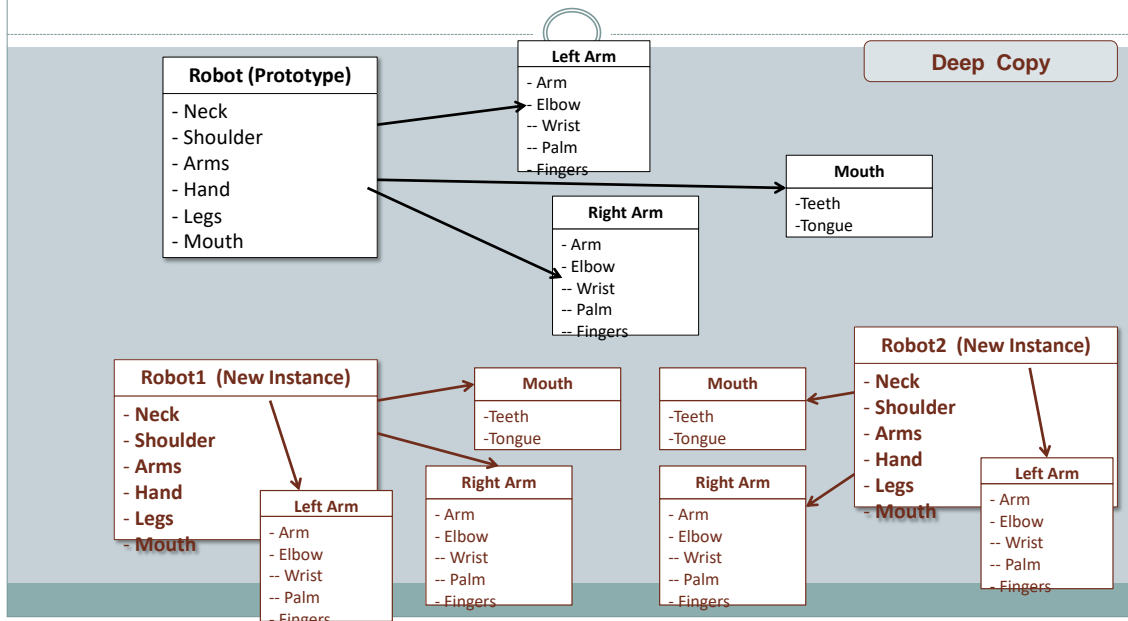 Deep  Copy
Robot (Prototype)
- Neck
- Shoulder
- Arms
- Hand
- Legs
- Mouth
Left Arm
- Arm
- Elbow
-- Wrist
-- Palm
- Fingers
Mouth
-Teeth
-Tongue
Right Arm
- Arm
- Elbow
-- Wrist
-- Palm
-- Fingers
Robot1  (New Instance)
- Neck
- Shoulder
- Arms
- Hand
- Legs
- Mouth
Left Arm
- Arm
- Elbow
-- Wrist
-- Palm
- Fingers
Mouth
-Teeth
-Tongue
Right Arm
- Arm
- Elbow
-- Wrist
-- Palm
- Fingers
Mouth
-Teeth
-Tongue
Right Arm
- Arm
- Elbow
-- Wrist
-- Palm
- Fingers
Robot2  (New Instance)
- Neck
- Shoulder
- Arms
- Hand
- Legs
- Mouth
Left Arm
- Arm
- Elbow
-- Wrist
-- Palm
- Fingers